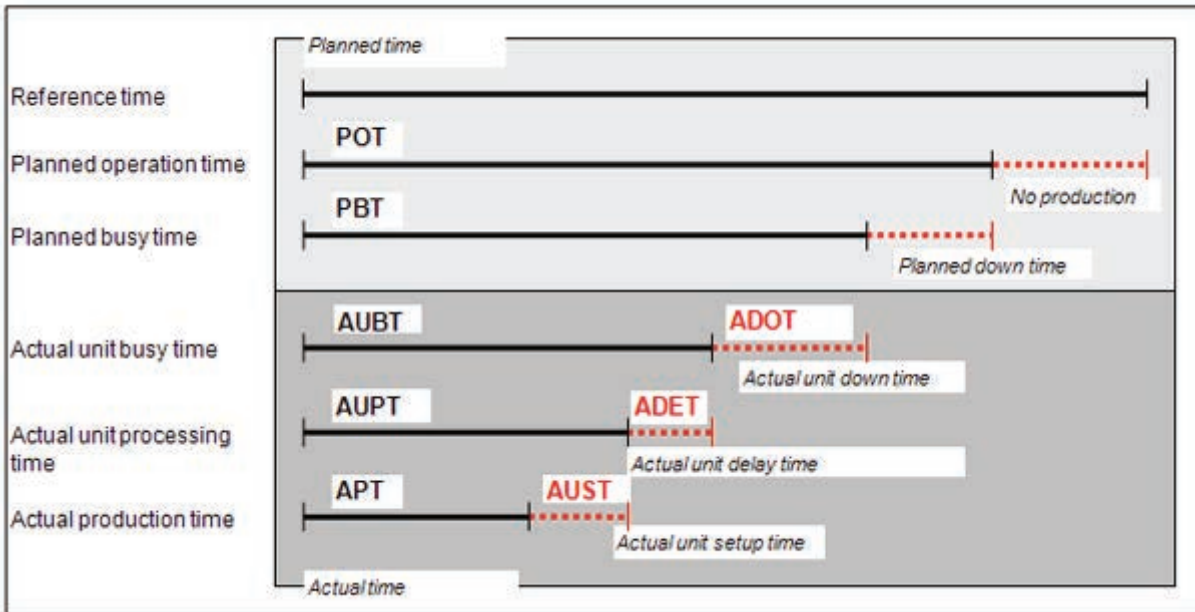 Planned time
Reference time
POT
Planned operation time
No production
PBT
Planned busy time
Planned down time
AUBT
ADOT
Actual unit busy time
Actual unit down time
AUPT
ADET
Actual unit processing
time
Actual unit delay time
APT
AUST
Actual production time
Actual unit setup time
Actual time